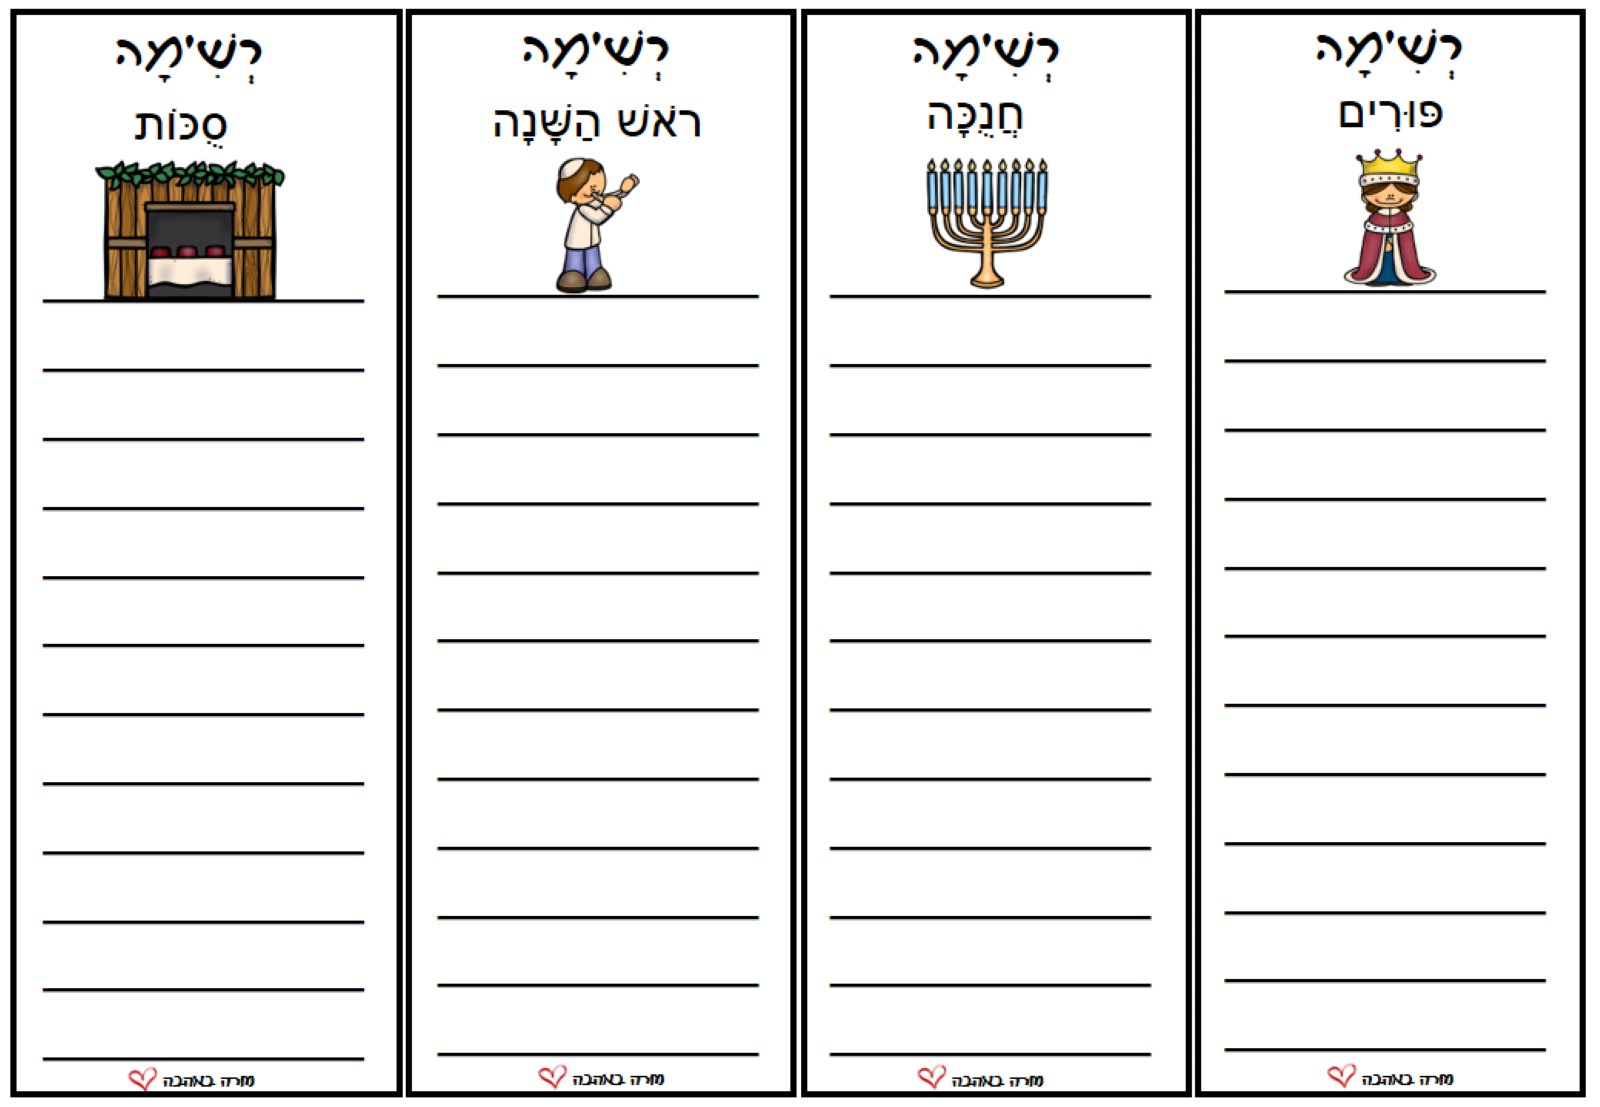 רְשִׁימָה
פּוּרִים
מורה באהבה
רְשִׁימָה
חֲנֻכָּה
מורה באהבה
רְשִׁימָה
רֹאשׁ הַשָּׁנָה
מורה באהבה
רְשִׁימָה
סֻכּוֹת
מורה באהבה